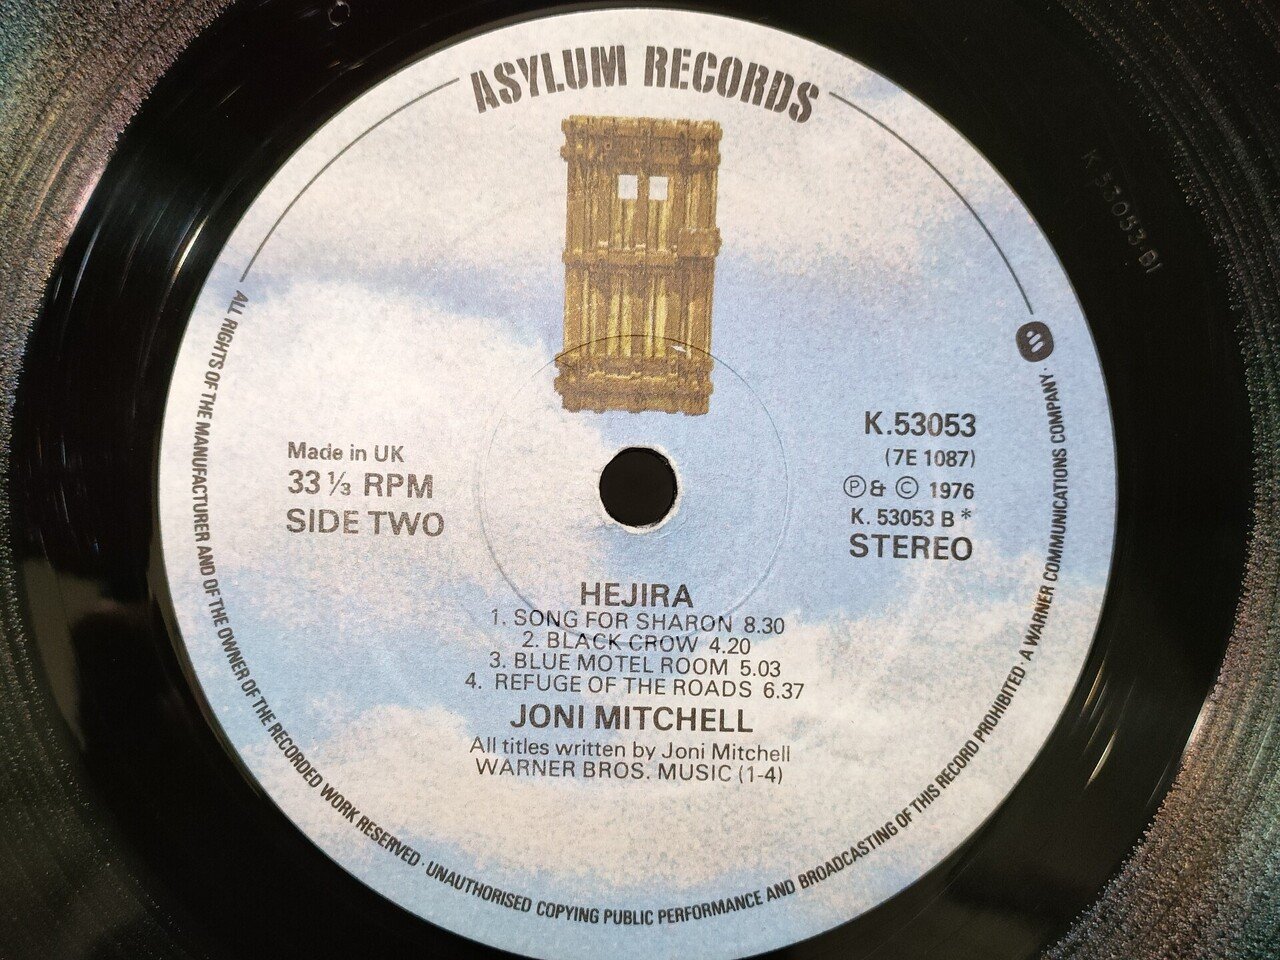 ASYLUM RECORDS
Made in UK
33 ⅓ RPM
SIDE TWO
K.53053
(7E 1087)
Ⓟ& © 1976
K. 53053 B *
STEREO
HEJIRA
1. SONG FOR SHARON 8.30
2. BLACK CROW 4.20
3. BLUE MOTEL ROOM 5.03
4. REFUGE OF THE ROADS 6.37
JONI MITCHELL
All titles written by Joni Mitchell
WARNER BROS. MUSIC (1-4)
ALL RIGHTS OF THE MANUFACTURER AND OF THE OWNER OF THE RECORDED WORK RESERVED · UNAUTHORISED COPYING PUBLIC PERFORMANCE AND BROADCASTING OF THIS RECORD PROHIBITED · A WARNER COMMUNICATIONS COMPANY ·
K 53053 B1